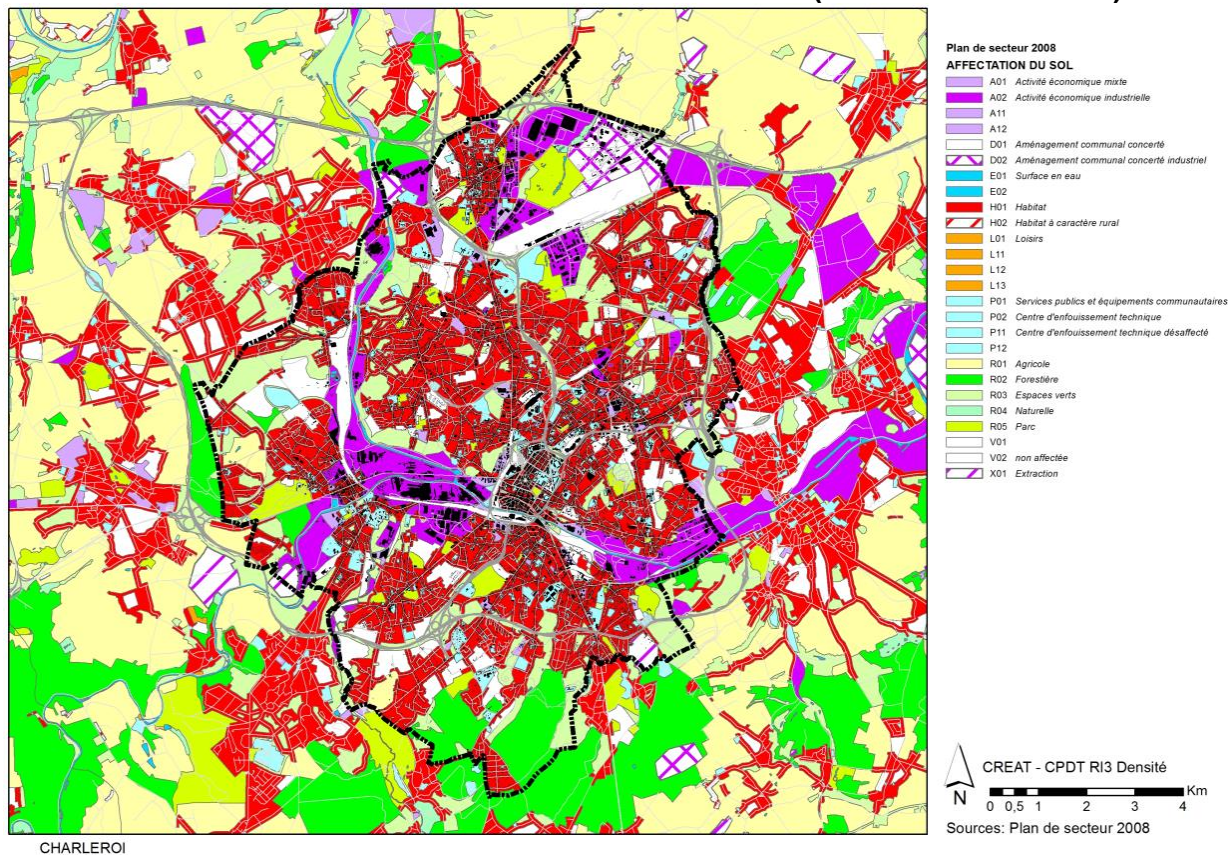 Plan de secteur 2008
AFFECTATION DU SOL
A01 Activité économique mixte
A02 Activité économique industrielle
A11
A12
D01 Aménagement communal concerté
D02 Aménagement communal concerté industriel
E01 Surface en eau
E02
H01 Habitat
H02 Habitat à caractère rural
L01 Loisirs
L11
L12
L13
P01 Services publics et équipements communautaires
P02 Centre d'enfouissement technique
P11 Centre d'enfouissement technique désaffecté
P12
R01 Agricole
R02 Forestière
R03 Espaces verts
R04 Naturelle
R05 Parc
V01
V02 non affectée
X01 Extraction
N
CREAT - CPDT RI3 Densité
Km
0 0,5 1 2 3 4
Sources: Plan de secteur 2008
CHARLEROI